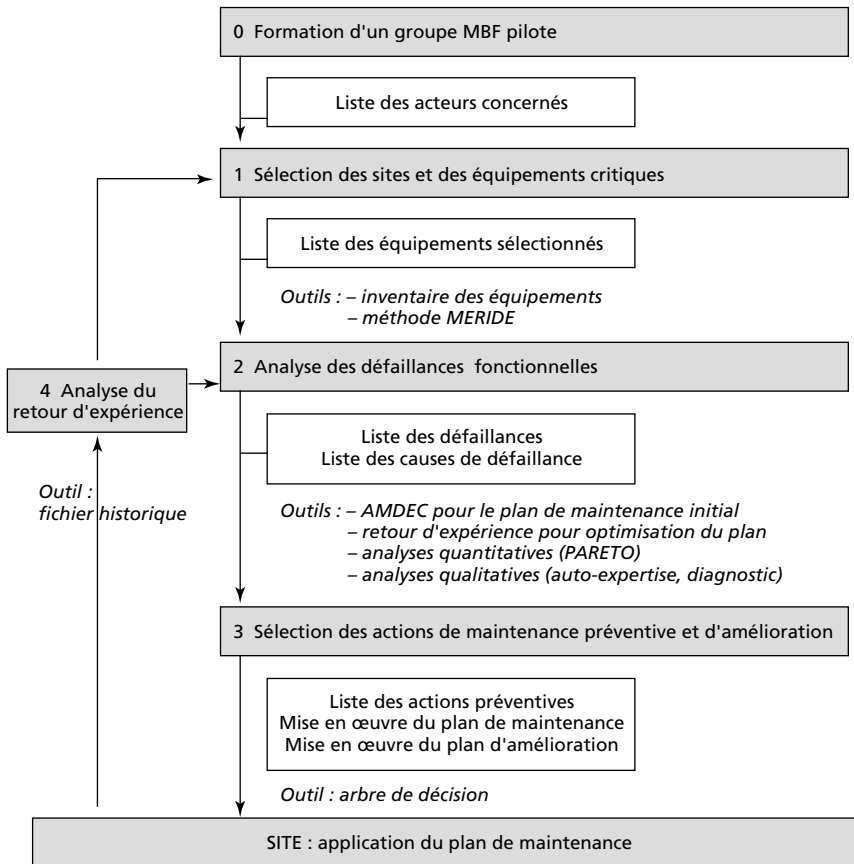 0 Formation d'un groupe MBF pilote
Liste des acteurs concernés
1 Sélection des sites et des équipements critiques
Liste des équipements sélectionnés
Outils : – inventaire des équipements
– méthode MERIDE
2 Analyse des défaillances fonctionnelles
4 Analyse du
retour d'expérience
Liste des défaillances
Liste des causes de défaillance
Outil :
fichier historique
Outils : – AMDEC pour le plan de maintenance initial
– retour d'expérience pour optimisation du plan
– analyses quantitatives (PARETO)
– analyses qualitatives (auto-expertise, diagnostic)
3 Sélection des actions de maintenance préventive et d'amélioration
Liste des actions préventives
Mise en œuvre du plan de maintenance
Mise en œuvre du plan d'amélioration
Outil : arbre de décision
SITE : application du plan de maintenance